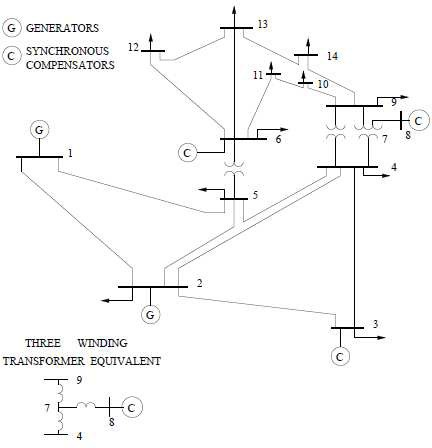 G GENERATORS
C SYNCHRONOUS
COMPENSATORS
13
12
14
11
10
9
C
8
7
6
C
G
1
4
5
2
G
3
C
THREE WINDING
TRANSFORMER EQUIVALENT
9
7
C
8
4